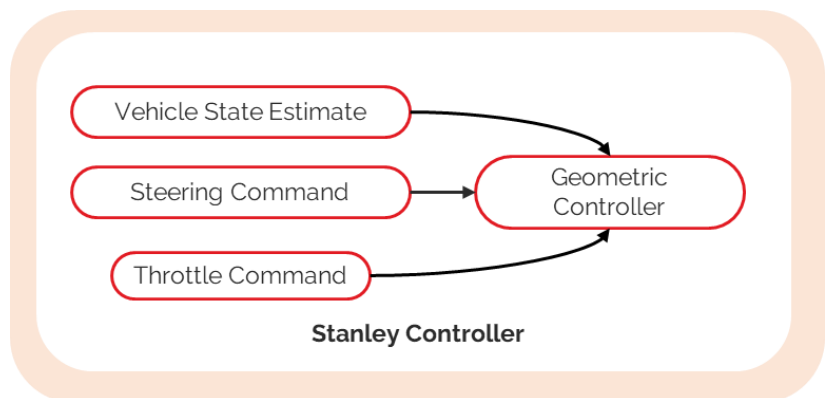 Vehicle State Estimate
Steering Command
Geometric
Controller
Throttle Command
Stanley Controller